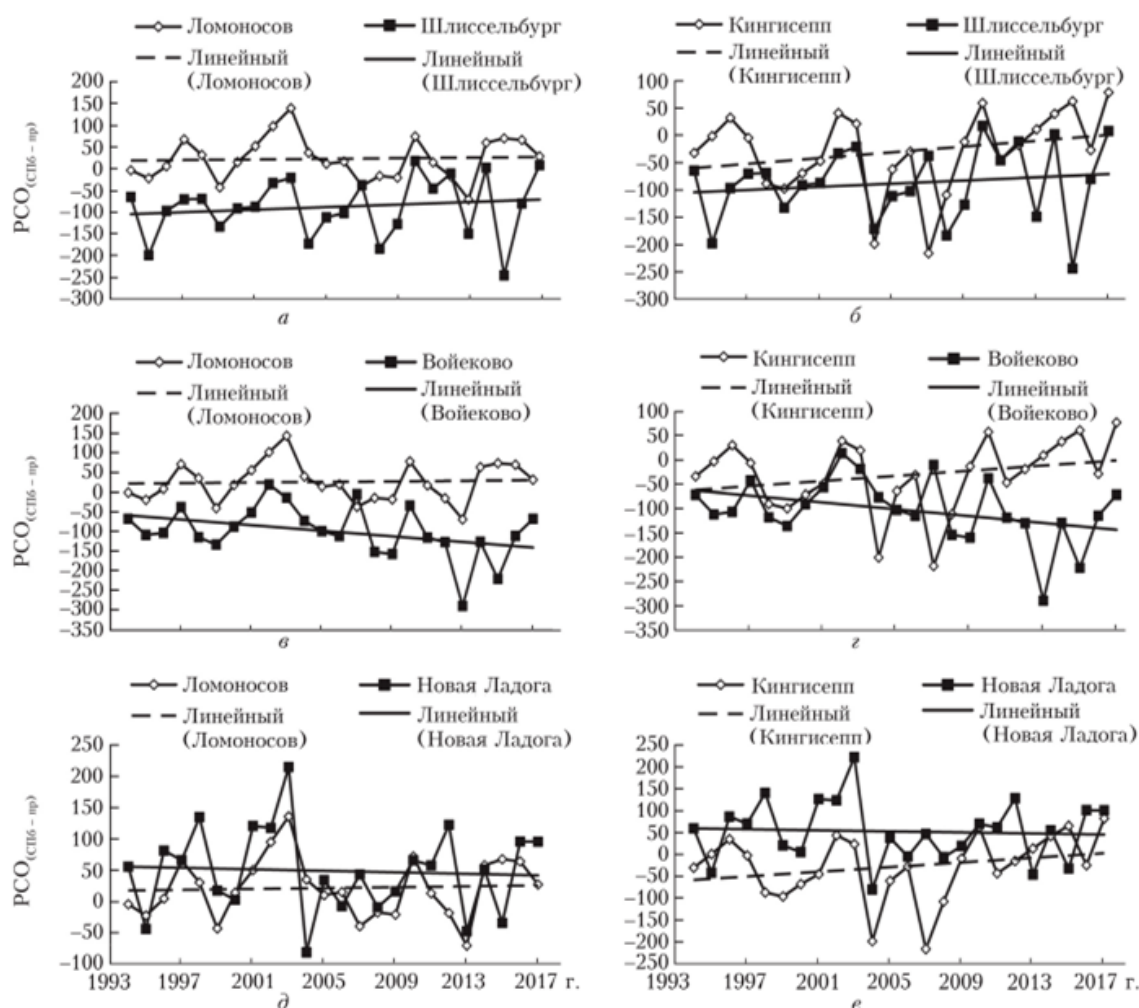 Ломоносов Шлиссельбург
Линейный (Ломоносов) Линейный (Шлиссельбург)
РСО(СПб – пр)
200
150
100
50
0
–50
–100
–150
–200
–250
–300
а
Кингисепп Шлиссельбург
Линейный (Кингисепп) Линейный (Шлиссельбург)
100
50
0
–50
–100
–150
–200
–250
–300
б
Ломоносов Войеково
Линейный (Ломоносов) Линейный (Войеково)
РСО(СПб – пр)
200
150
100
50
0
–50
–100
–150
–200
–250
–300
–350
в
Кингисепп Войеково
Линейный (Кингисепп) Линейный (Войеково)
100
50
0
–50
–100
–150
–200
–250
–300
–350
г
Ломоносов Новая Ладога
Линейный (Ломоносов) Линейный (Новая Ладога)
РСО(СПб – пр)
250
200
150
100
50
0
–50
–100
1993 1997 2001 2005 2009 2013 2017 г.
д
Кингисепп Новая Ладога
Линейный (Кингисепп) Линейный (Новая Ладога)
250
200
150
100
50
0
–50
–100
–150
–200
–250
1993 1997 2001 2005 2009 2013 2017 г.
е